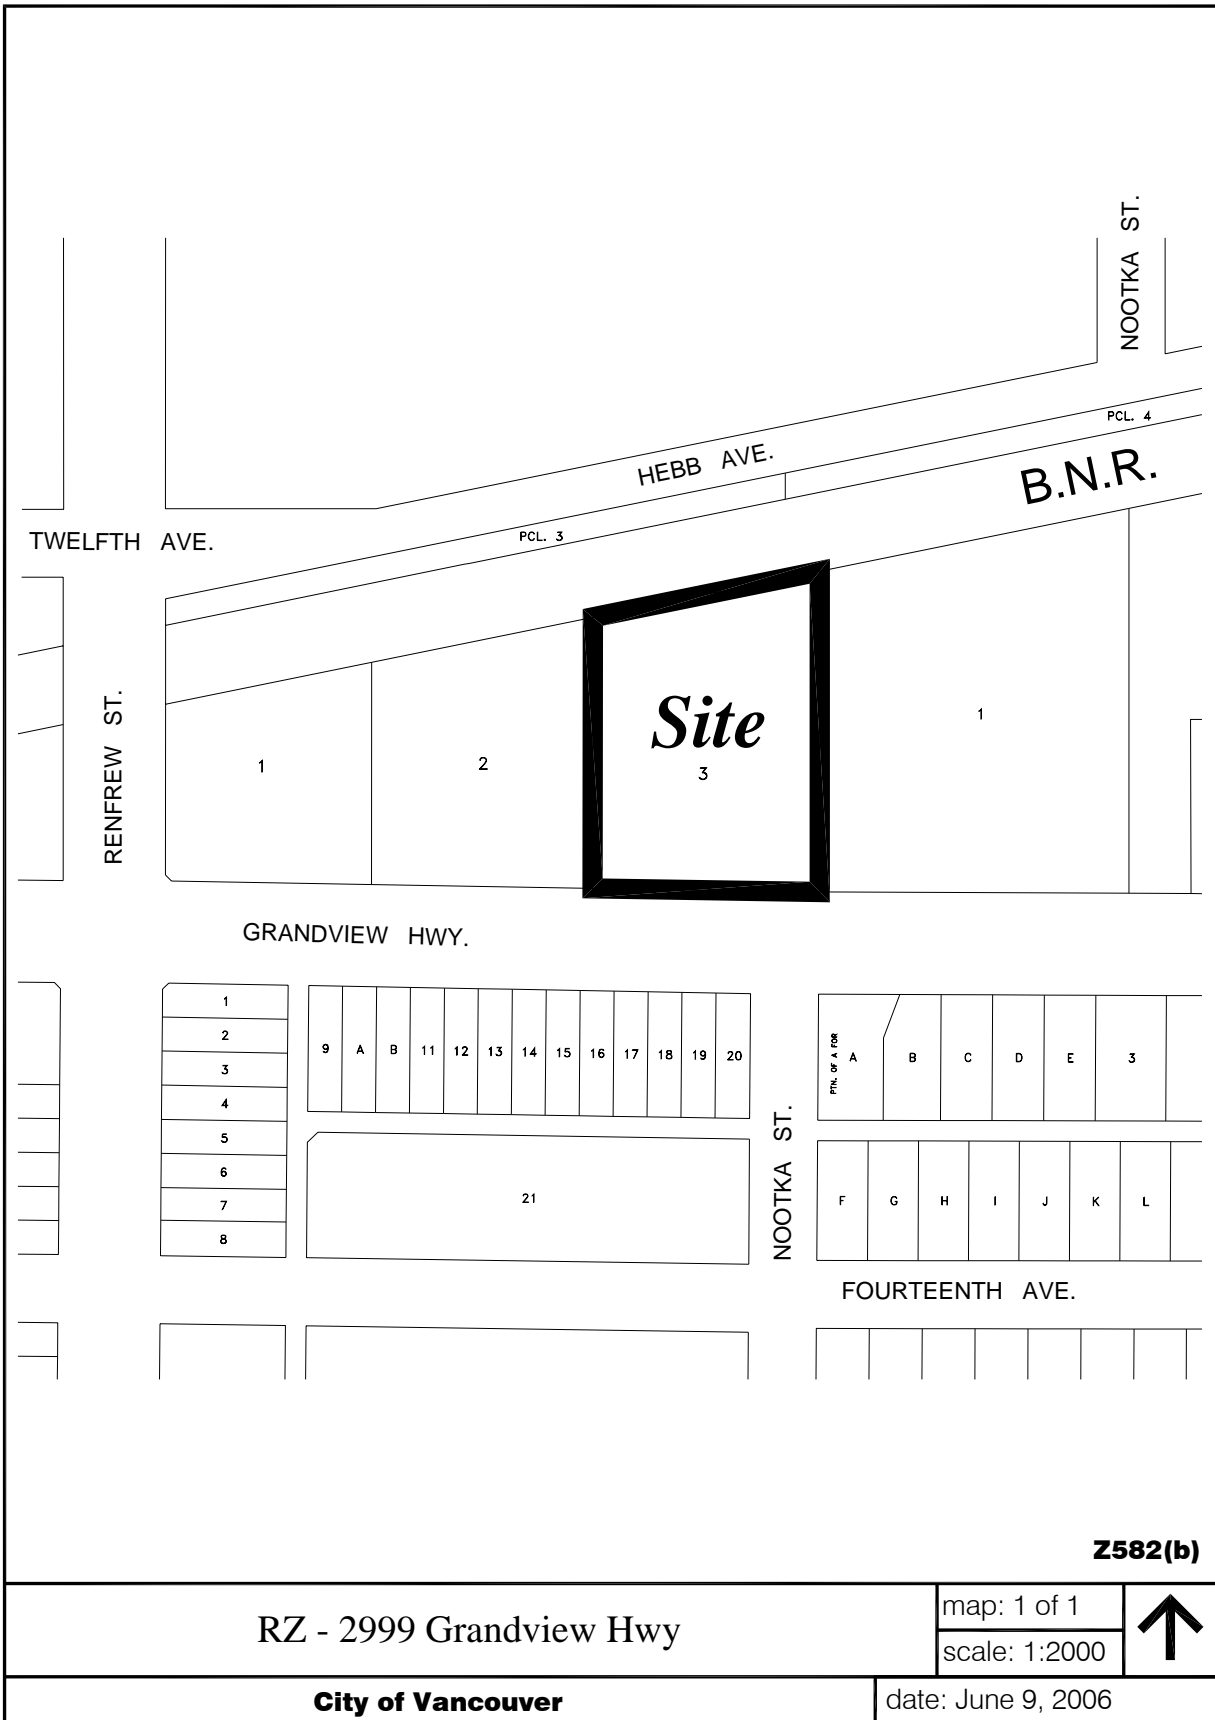 NOOTKA ST.
PCL. 4
HEBB AVE.
B.N.R.
TWELFTH AVE.
PCL. 3
RENFREW ST.
Site
1
2
3
1
GRANDVIEW HWY.
1
2
3
4
5
6
7
8
9 A B 11 12 13 14 15 16 17 18 19 20
PTN. OF A FOR
A B C D E 3
NOOTKA ST.
21
F G H I J K L
FOURTEENTH AVE.
Z582(b)
RZ - 2999 Grandview Hwy
map: 1 of 1
scale: 1:2000
City of Vancouver
date: June 9, 2006